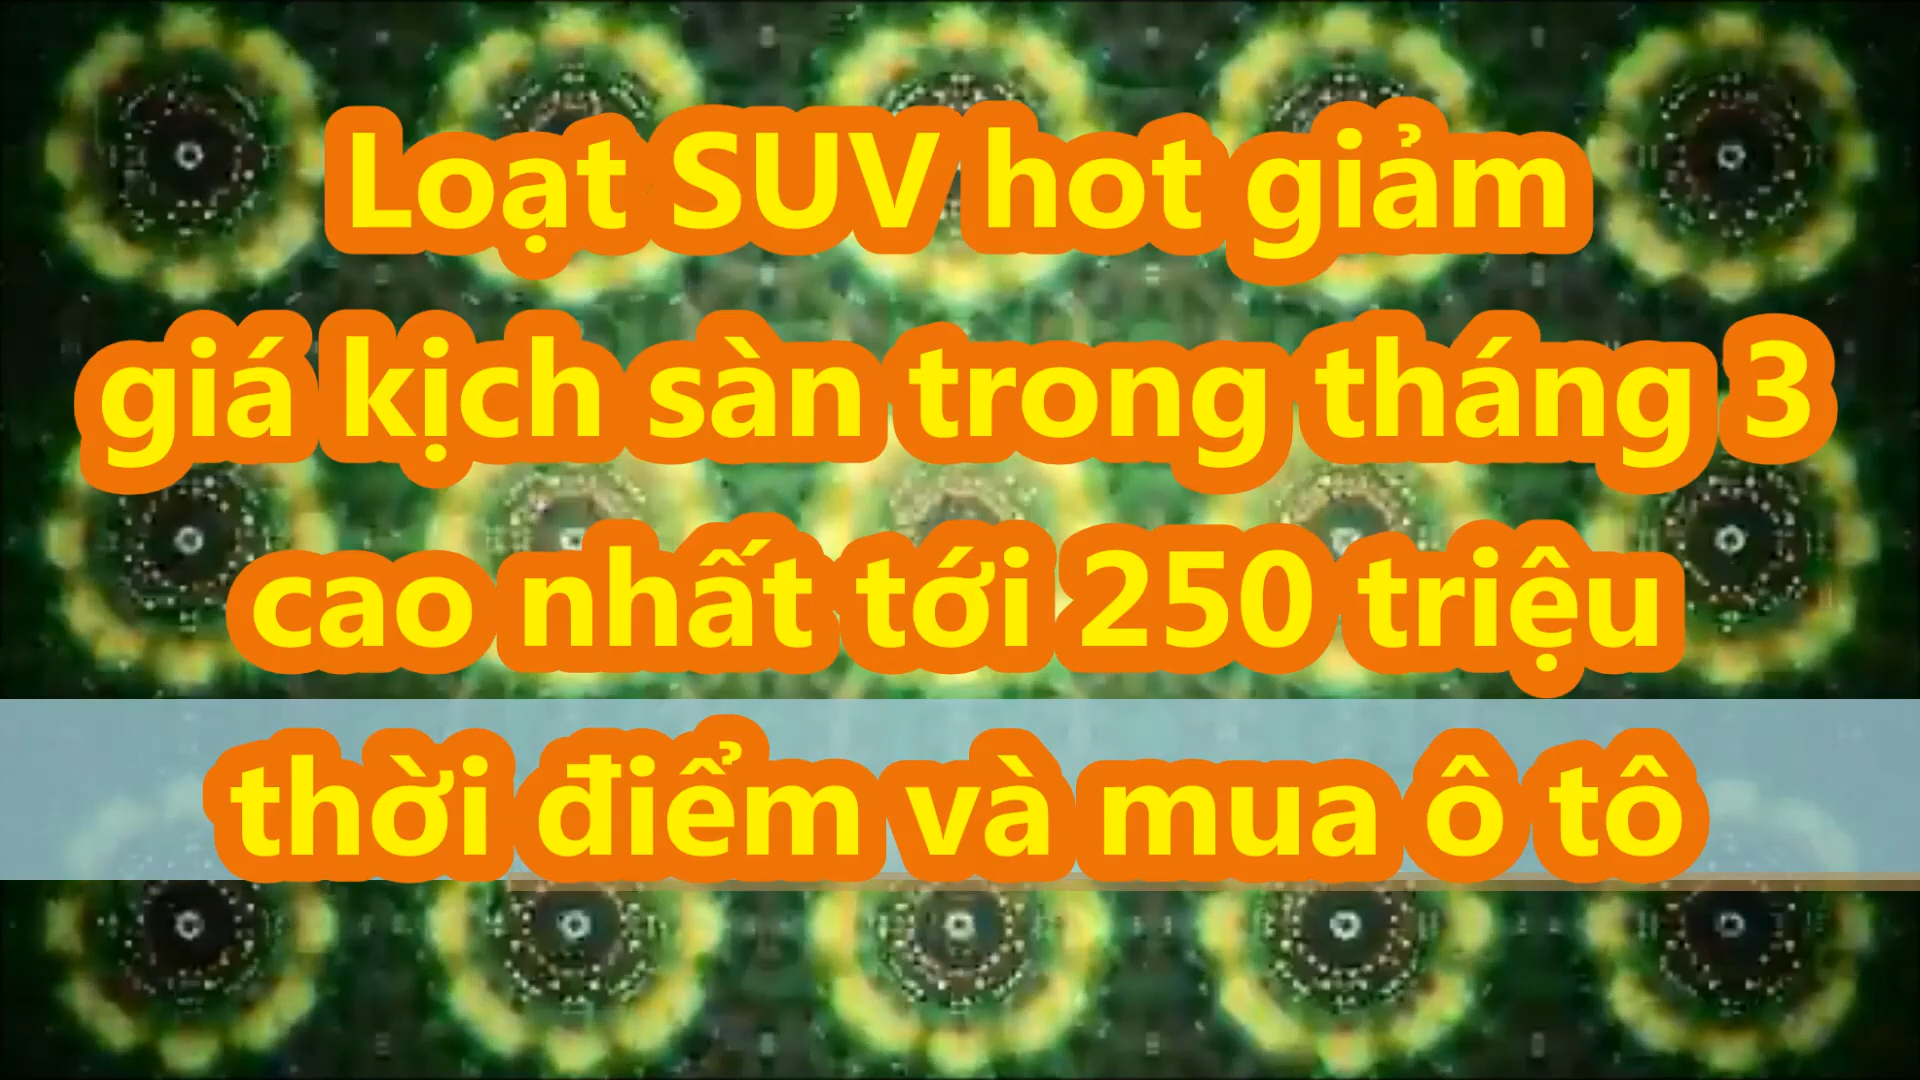 Loạt SUV hot giảm
giá kịch sàn trong tháng 3
cao nhất tới 250 triệu
thời điểm và mua ô tô